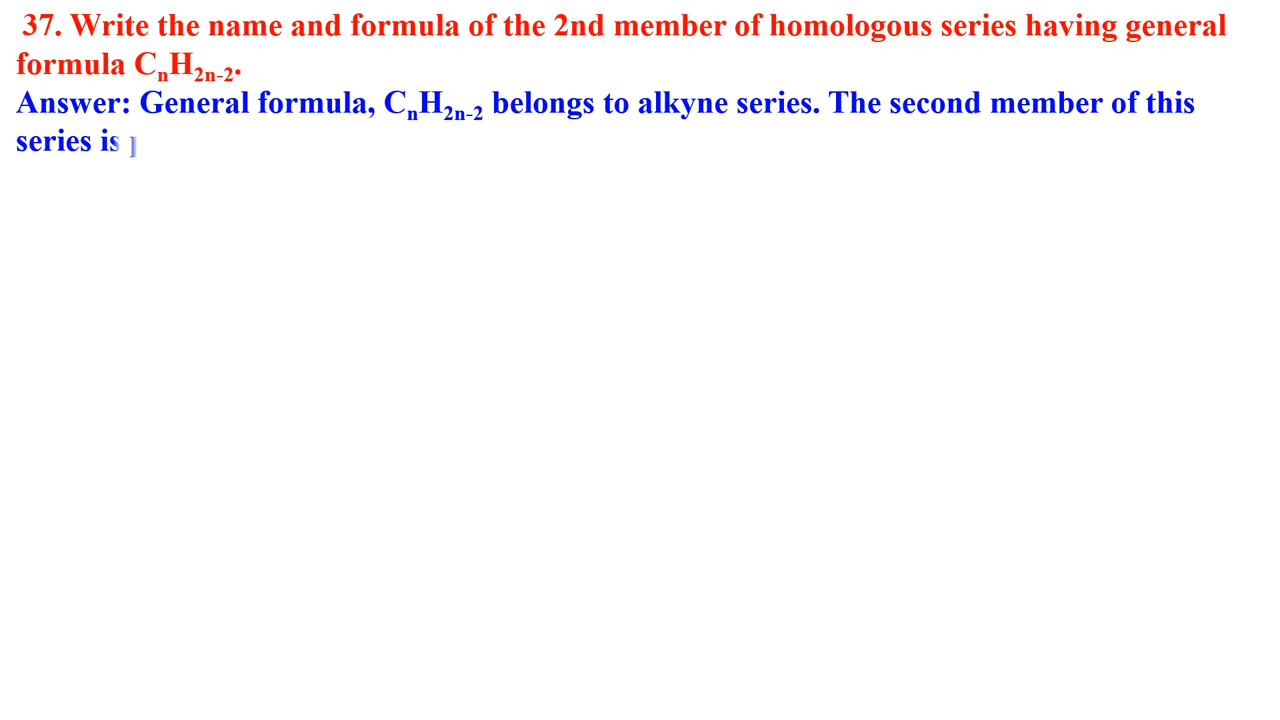 37. Write the name and formula of the 2nd member of homologous series having general
formula CₙH₂ₙ₋₂.
Answer: General formula, CₙH₂ₙ₋₂ belongs to alkyne series. The second member of this
series is